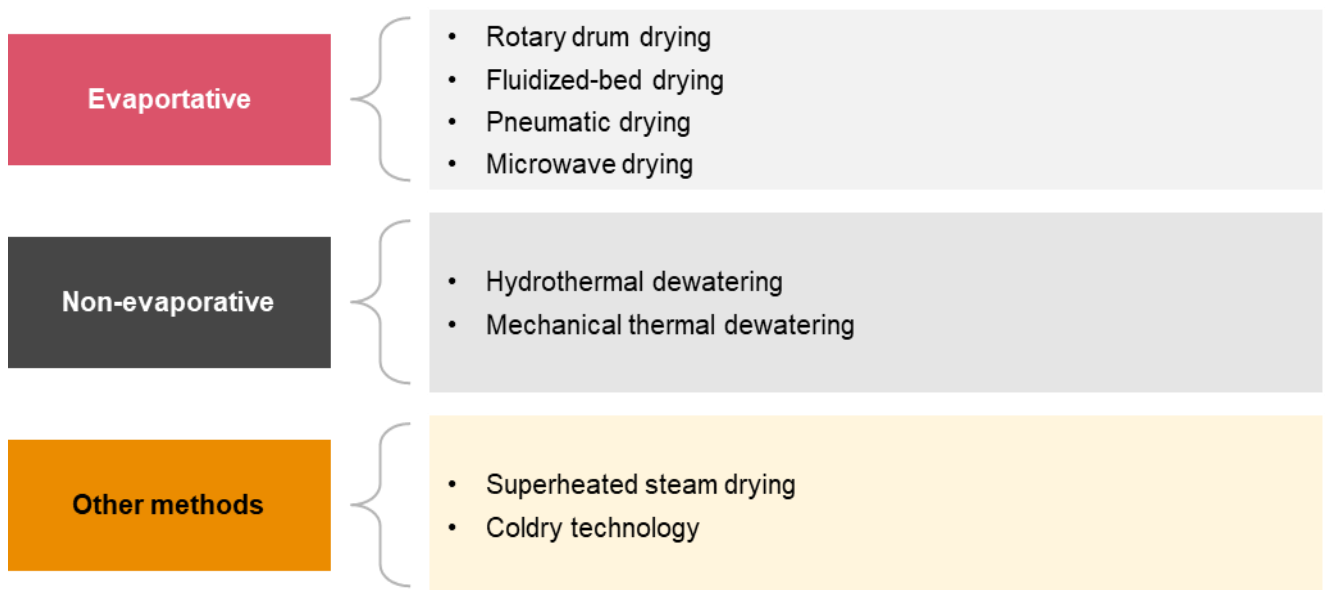 Evaportative
• Rotary drum drying
• Fluidized-bed drying
• Pneumatic drying
• Microwave drying
Non-evaporative
• Hydrothermal dewatering
• Mechanical thermal dewatering
Other methods
• Superheated steam drying
• Coldry technology